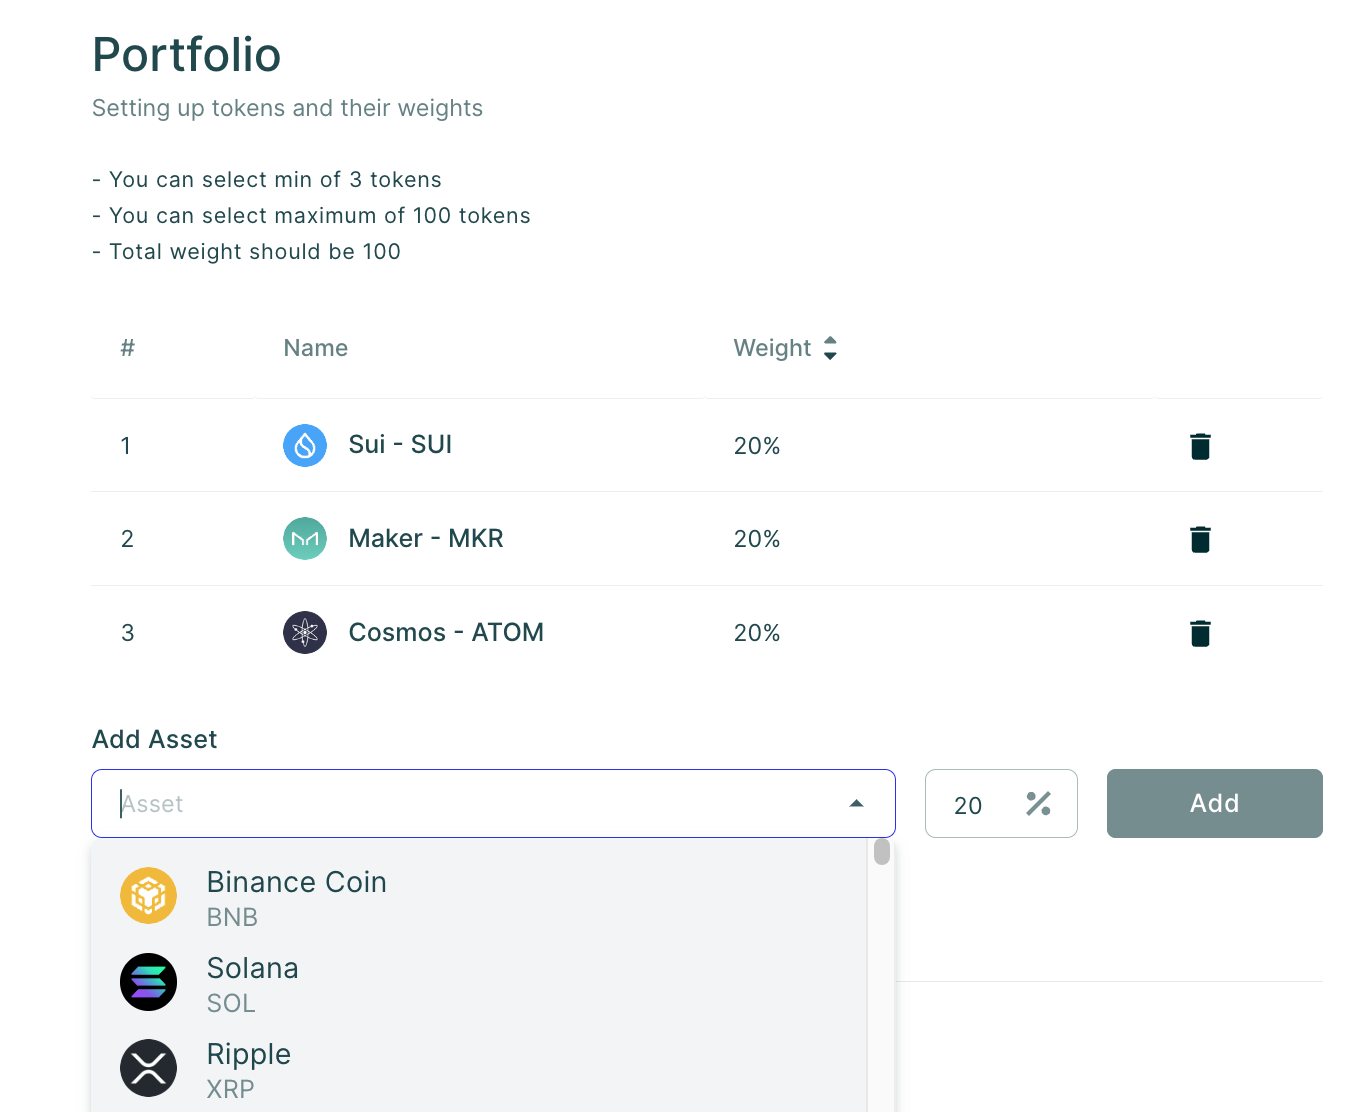 Portfolio
Setting up tokens and their weights
- You can select min of 3 tokens
- You can select maximum of 100 tokens
- Total weight should be 100
# Name Weight
1 Sui - SUI 20%
2 Maker - MKR 20%
3 Cosmos - ATOM 20%
Add Asset
Asset 20 % Add
Binance Coin
BNB
Solana
SOL
Ripple
XRP